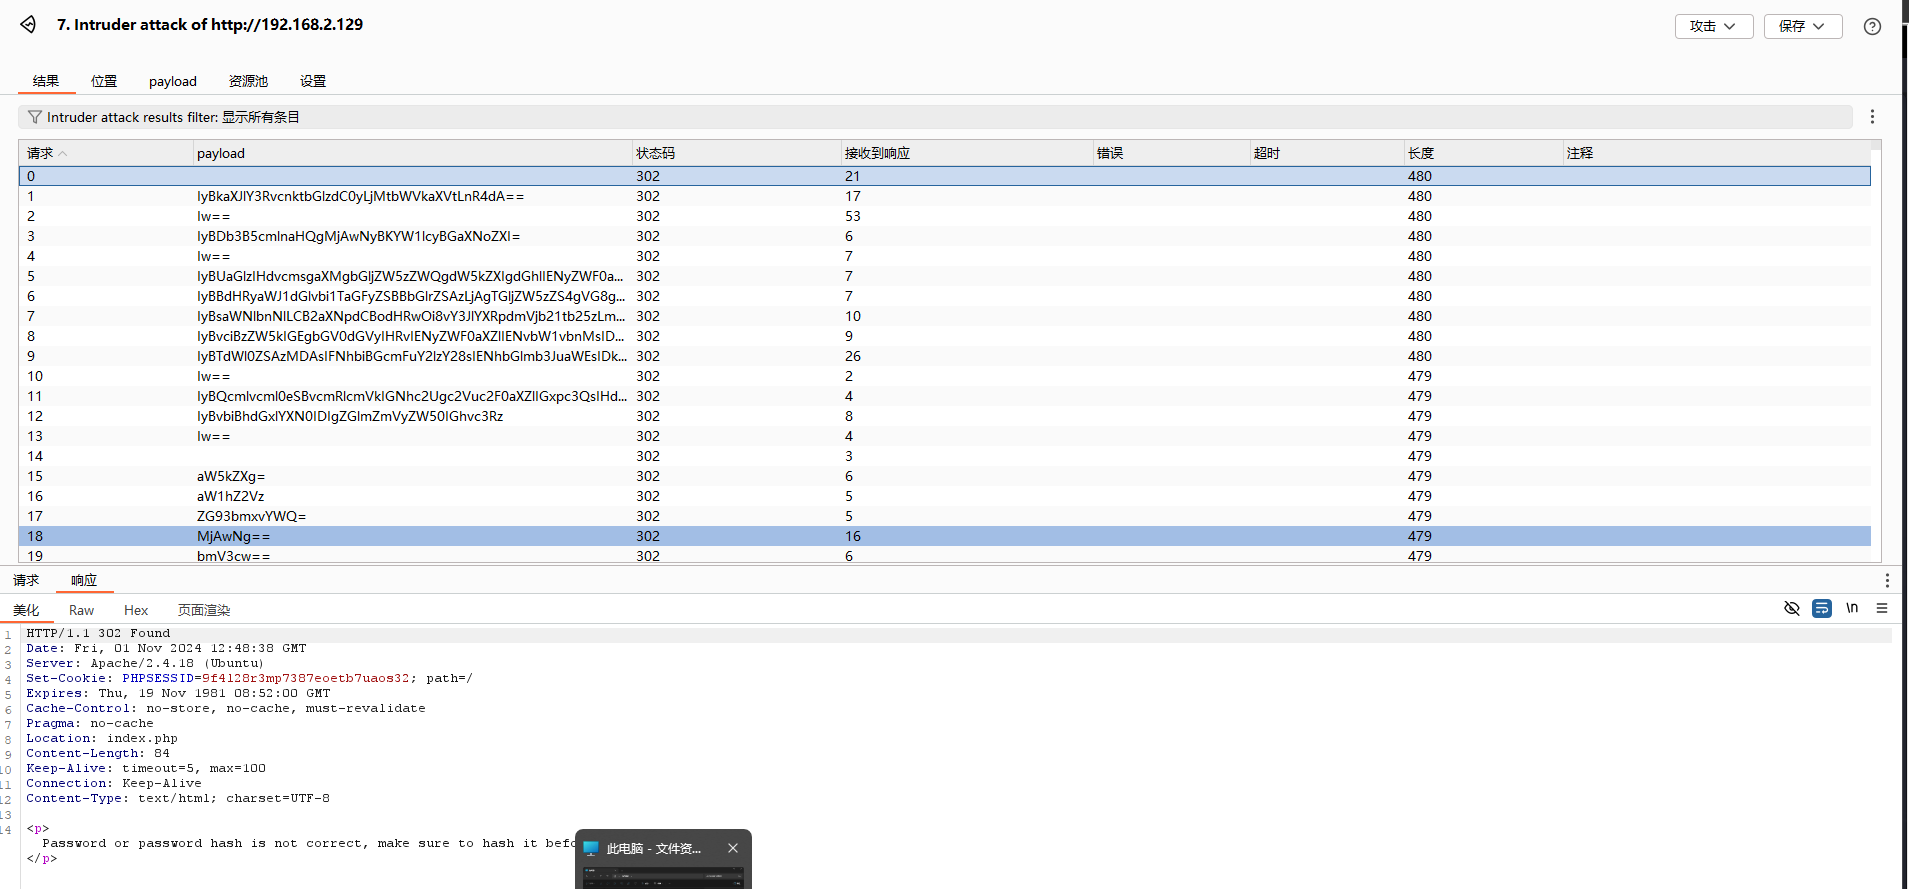 7. Intruder attack of http://192.168.2.129
攻击
保存
结果 位置 payload 资源池 设置
Intruder attack results filter: 显示所有条目
请求 payload 状态码 接收到响应 错误 超时 长度 注释
0 302 21 480
1 IyBkaXJlY3RvcnktbGlzdC0yLjMtbWVkaXVtLnR4dA== 302 17 480
2 Iw== 302 53 480
3 IyBDb3B5cmlnaHQgMjAwNyBKYW1lcyBGaXNoZXI= 302 6 480
4 Iw== 302 7 480
5 IyBUaGlzIHdvcmsgaXMgbGljZW5zZWQgdW5kZXIgdGhlIENyZWF0a... 302 7 480
6 IyBBdHRyaWJ1dGlvbi1TaGFyZSBBbGlrZSAzLjAgTGljZW5zZS4gVG8g... 302 7 480
7 IyBsaWNlbnNlLCB2aXNpdCBodHRwOi8vY3JlYXRpdmVjb21tb25zLm... 302 10 480
8 IyBvciBzZW5kIGEgbGV0dGVyIHRvIENyZWF0aXZlIENvbW1vbnMsID... 302 9 480
9 IyBTdWl0ZSAzMDAsIFNhbiBGcmFuY2lzY28sIENhbGlmb3JuaWEsIDk... 302 26 480
10 Iw== 302 2 479
11 IyBQcmlvcml0eSBvcmRlcmVkIGNhc2Ugc2Vuc2F0aXZlIGxpc3QsIHd... 302 4 479
12 IyBvbiBhdGxlYXN0IDIgZGlmZmVyZW50IGhvc3Rz 302 8 479
13 Iw== 302 4 479
14 302 3 479
15 aW5kZXg= 302 6 479
16 aW1hZ2Vz 302 5 479
17 ZG93bmxvYWQ= 302 5 479
18 MjAwNg== 302 16 479
19 bmV3cw== 302 6 479
请求 响应
美化 Raw Hex 页面渲染
\n
1 HTTP/1.1 302 Found
2 Date: Fri, 01 Nov 2024 12:48:38 GMT
3 Server: Apache/2.4.18 (Ubuntu)
4 Set-Cookie: PHPSESSID=9f4128r3mp7387eoetb7uaos32; path=/
5 Expires: Thu, 19 Nov 1981 08:52:00 GMT
6 Cache-Control: no-store, no-cache, must-revalidate
7 Pragma: no-cache
8 Location: index.php
9 Content-Length: 84
10 Keep-Alive: timeout=5, max=100
11 Connection: Keep-Alive
12 Content-Type: text/html; charset=UTF-8
13
14 <p>
Password or password hash is not correct, make sure to hash it befo
</p>
此电脑 - 文件资...